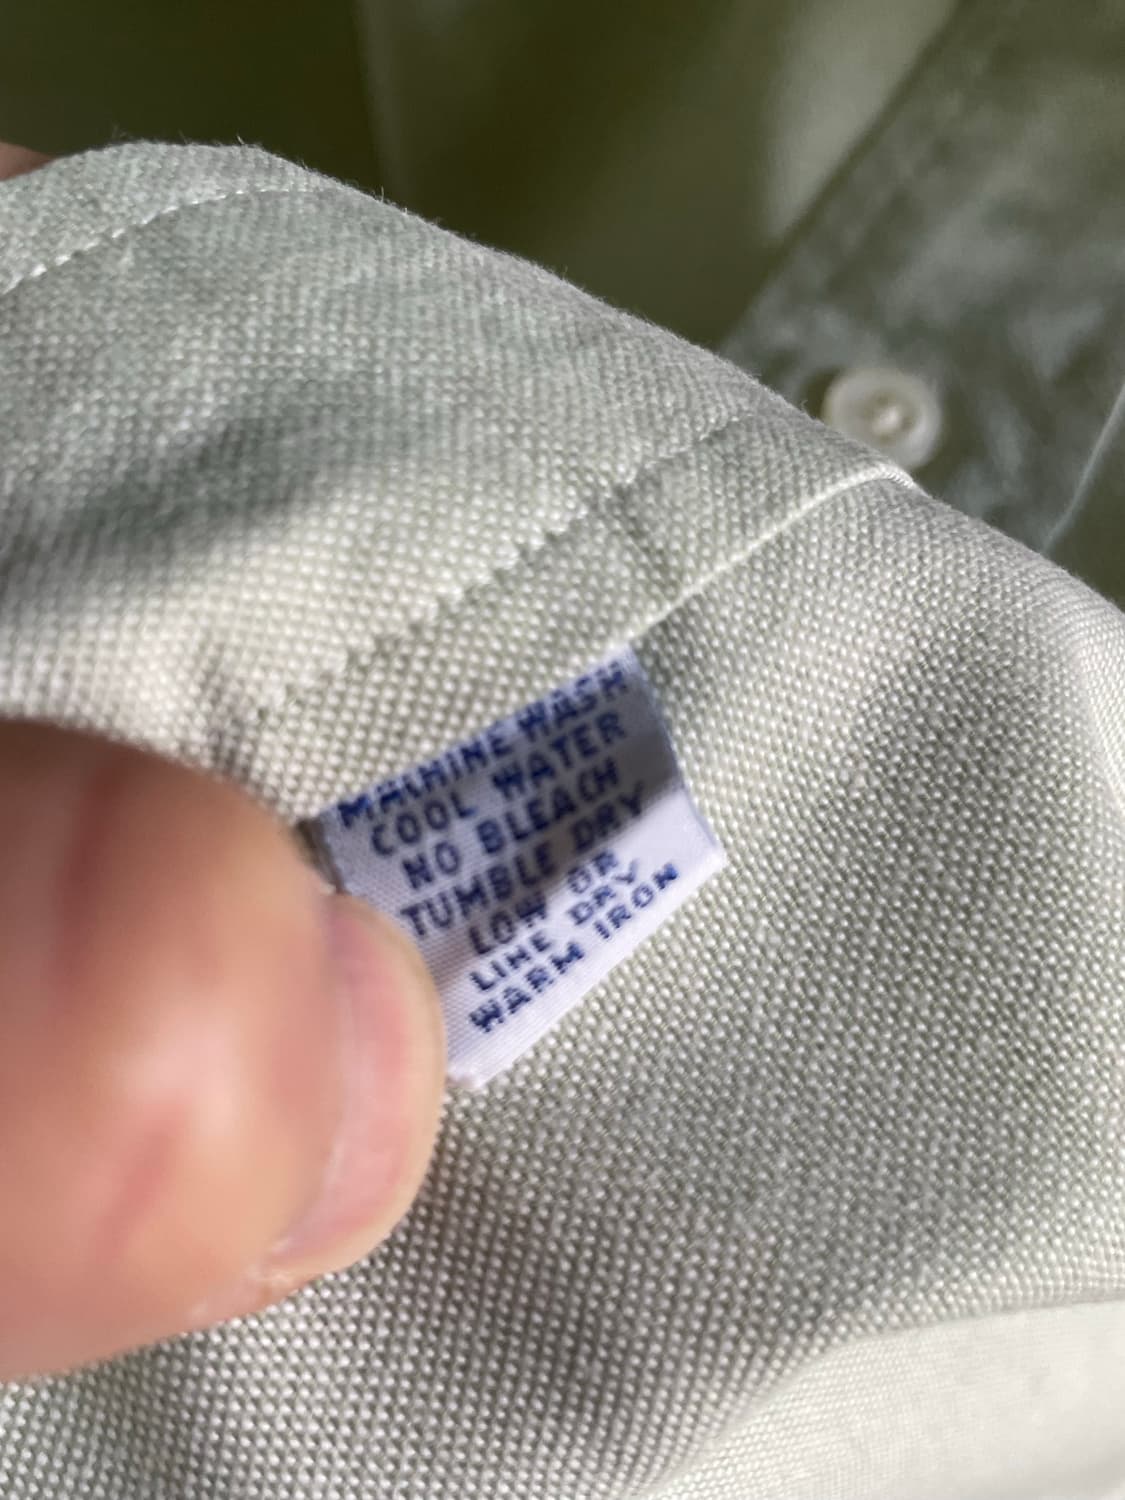 MACHINE WASH
COOL WATER
NO BLEACH
TUMBLE DRY
LOW OR
LINE DRY
WARM IRON